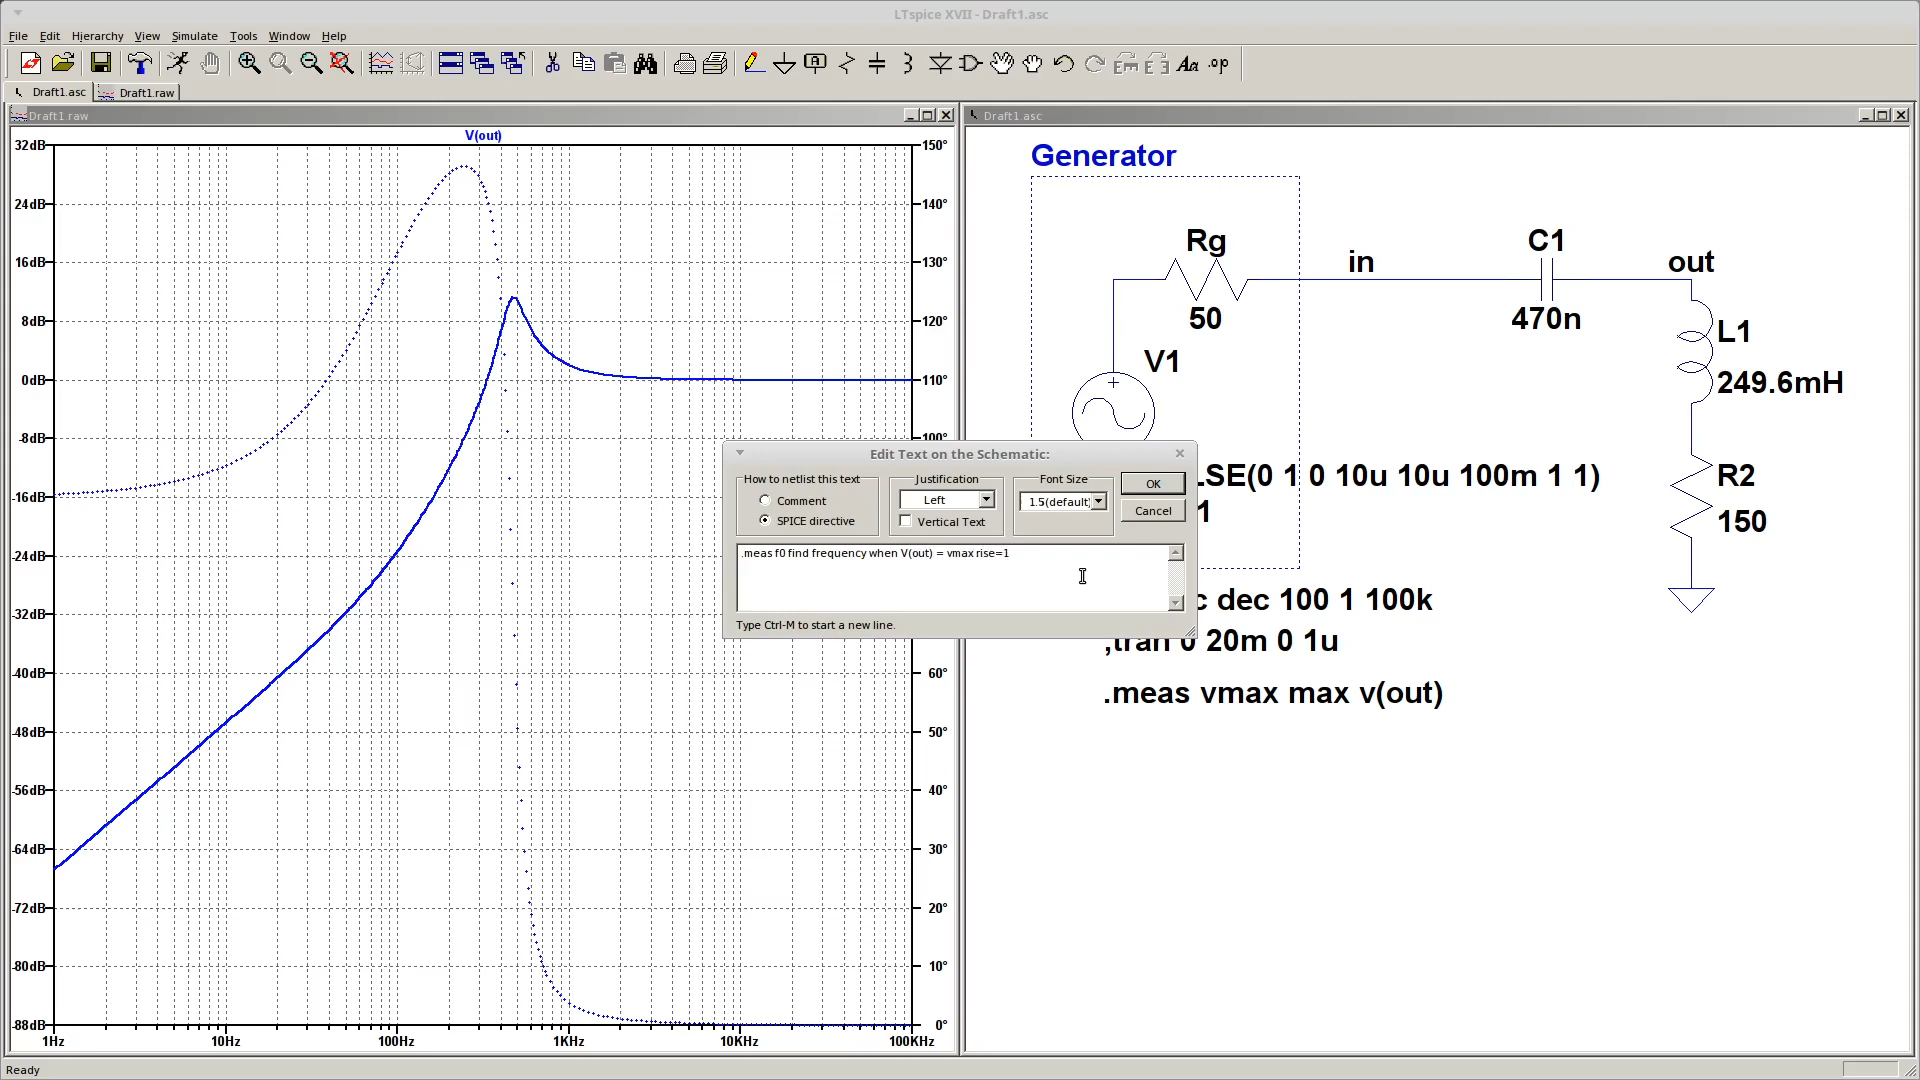 LTspice XVII - Draft1.asc
File Edit Hierarchy View Simulate Tools Window Help
Draft1.asc Draft1.raw
Draft1.raw
V(out)
32dB
24dB
16dB
8dB
0dB
-8dB
-16dB
-24dB
-32dB
-40dB
-48dB
-56dB
-64dB
-72dB
-80dB
-88dB
150°
140°
130°
120°
110°
100°
60°
50°
40°
30°
20°
10°
0°
1Hz 10Hz 100Hz 1KHz 10KHz 100KHz
Draft1.asc
Generator
Rg
50
in
C1
470n
out
L1
249.6mH
V1
LSE(0 1 0 10u 10u 100m 1 1)
1
R2
150
c dec 100 1 100k
;tran 0 20m 0 1u
.meas vmax max v(out)
Edit Text on the Schematic:
How to netlist this text
Comment
SPICE directive
Justification
Left
Vertical Text
Font Size
1.5(default)
OK
Cancel
.meas f0 find frequency when V(out) = vmax rise=1
Type Ctrl-M to start a new line.
Ready